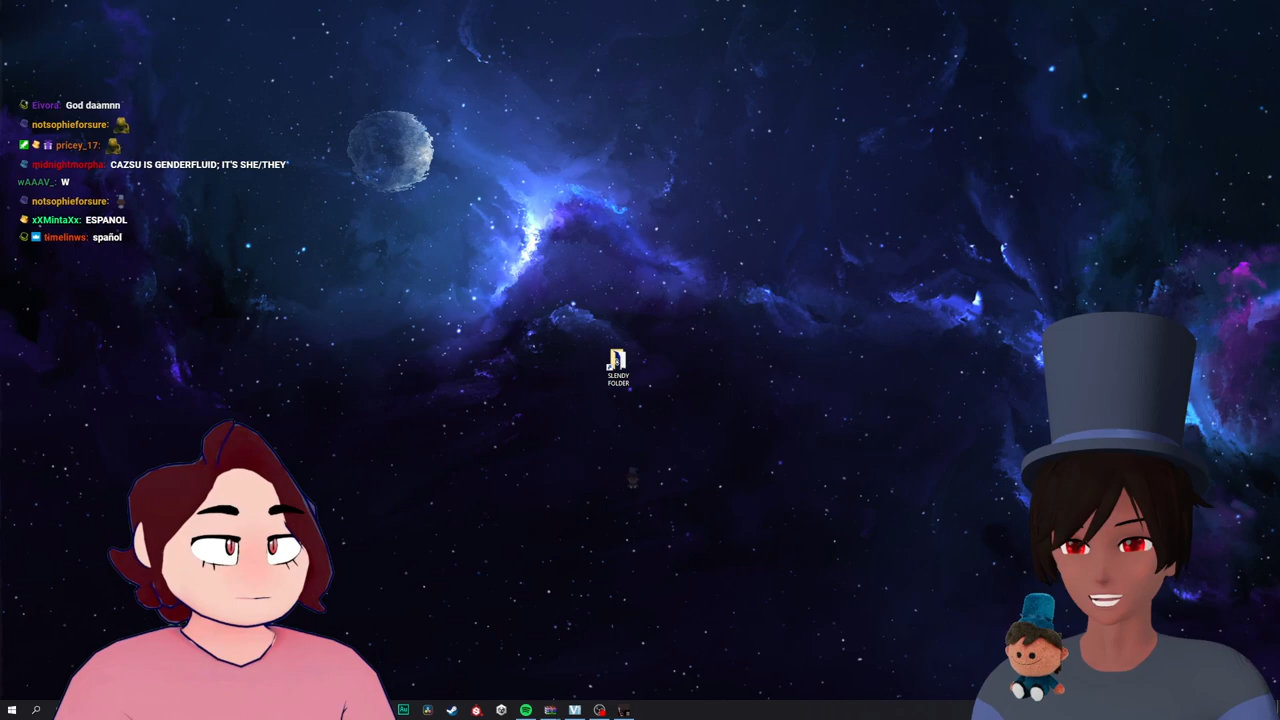 Eivora: God daamnn
notsophieforsure:
pricey_17:
midnightmorpha: CAZSU IS GENDERFLUID; IT'S SHE/THEY
wAAAV_: W
notsophieforsure:
xXMintaXx: ESPANOL
timelinws: spañol
SLENDY
FOLDER
Au